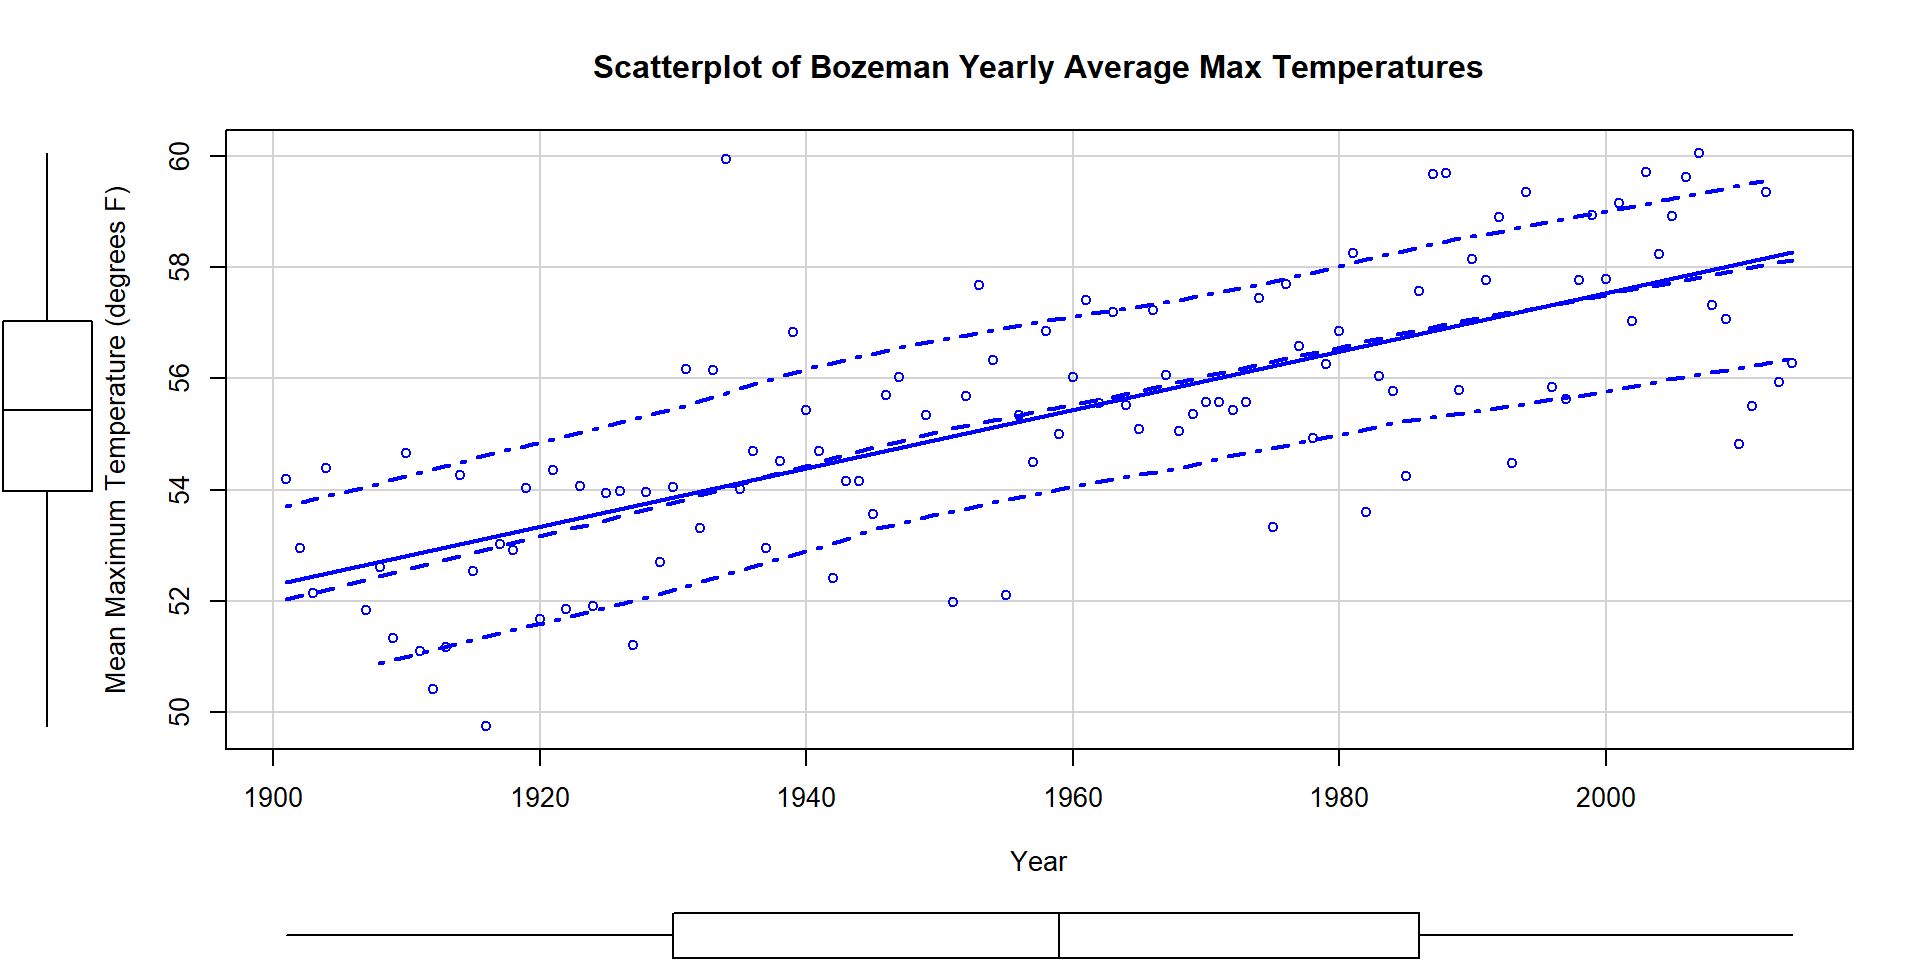 Scatterplot of Bozeman Yearly Average Max Temperatures
Mean Maximum Temperature (degrees F)
60
58
56
54
52
50
1900 1920 1940 1960 1980 2000
Year